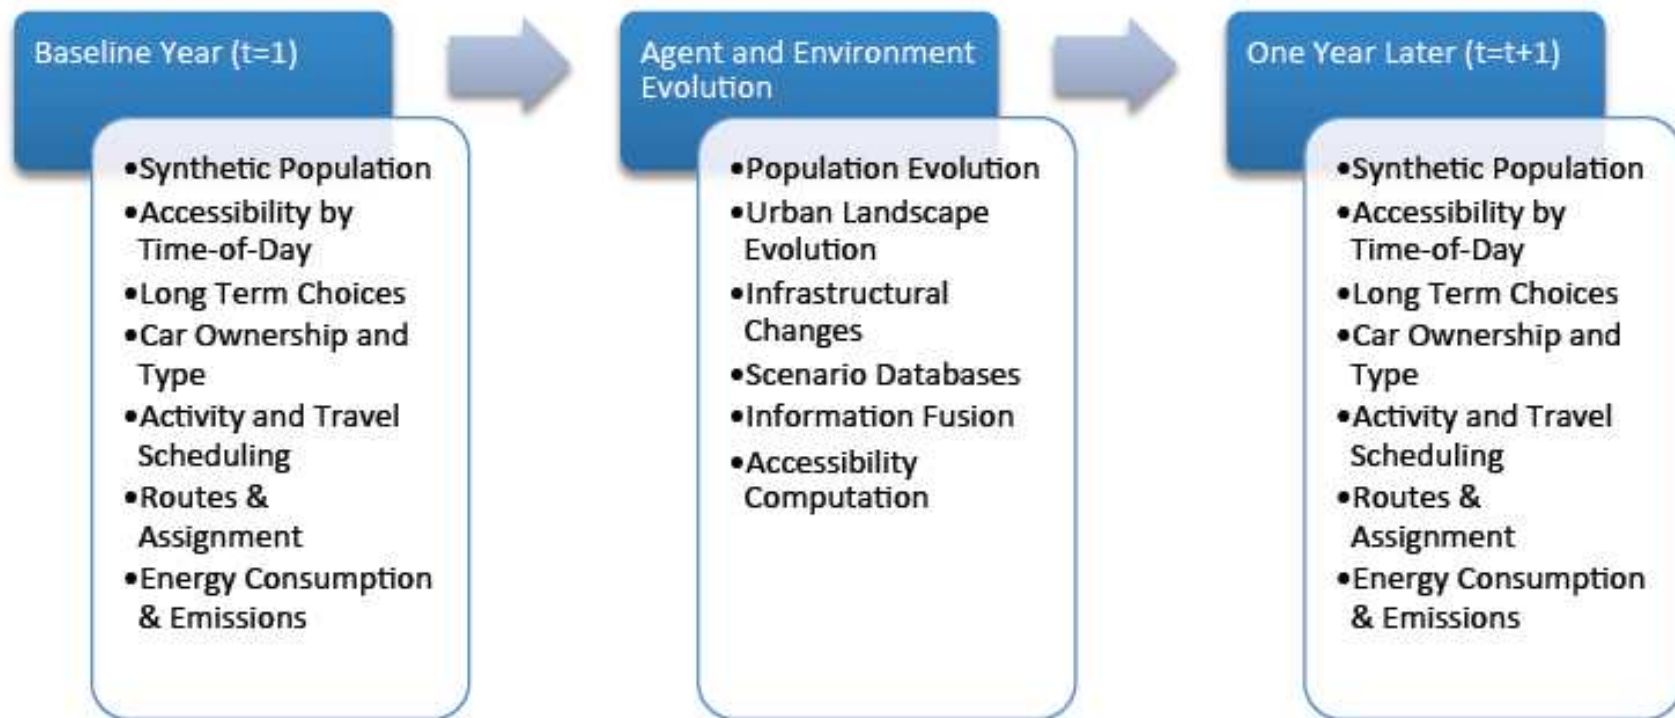 Baseline Year (t=1)
•Synthetic Population
•Accessibility by
Time-of-Day
•Long Term Choices
•Car Ownership and
Type
•Activity and Travel
Scheduling
•Routes &
Assignment
•Energy Consumption
& Emissions
Agent and Environment
Evolution
•Population Evolution
•Urban Landscape
Evolution
•Infrastructural
Changes
•Scenario Databases
•Information Fusion
•Accessibility
Computation
One Year Later (t=t+1)
•Synthetic Population
•Accessibility by
Time-of-Day
•Long Term Choices
•Car Ownership and
Type
•Activity and Travel
Scheduling
•Routes &
Assignment
•Energy Consumption
& Emissions